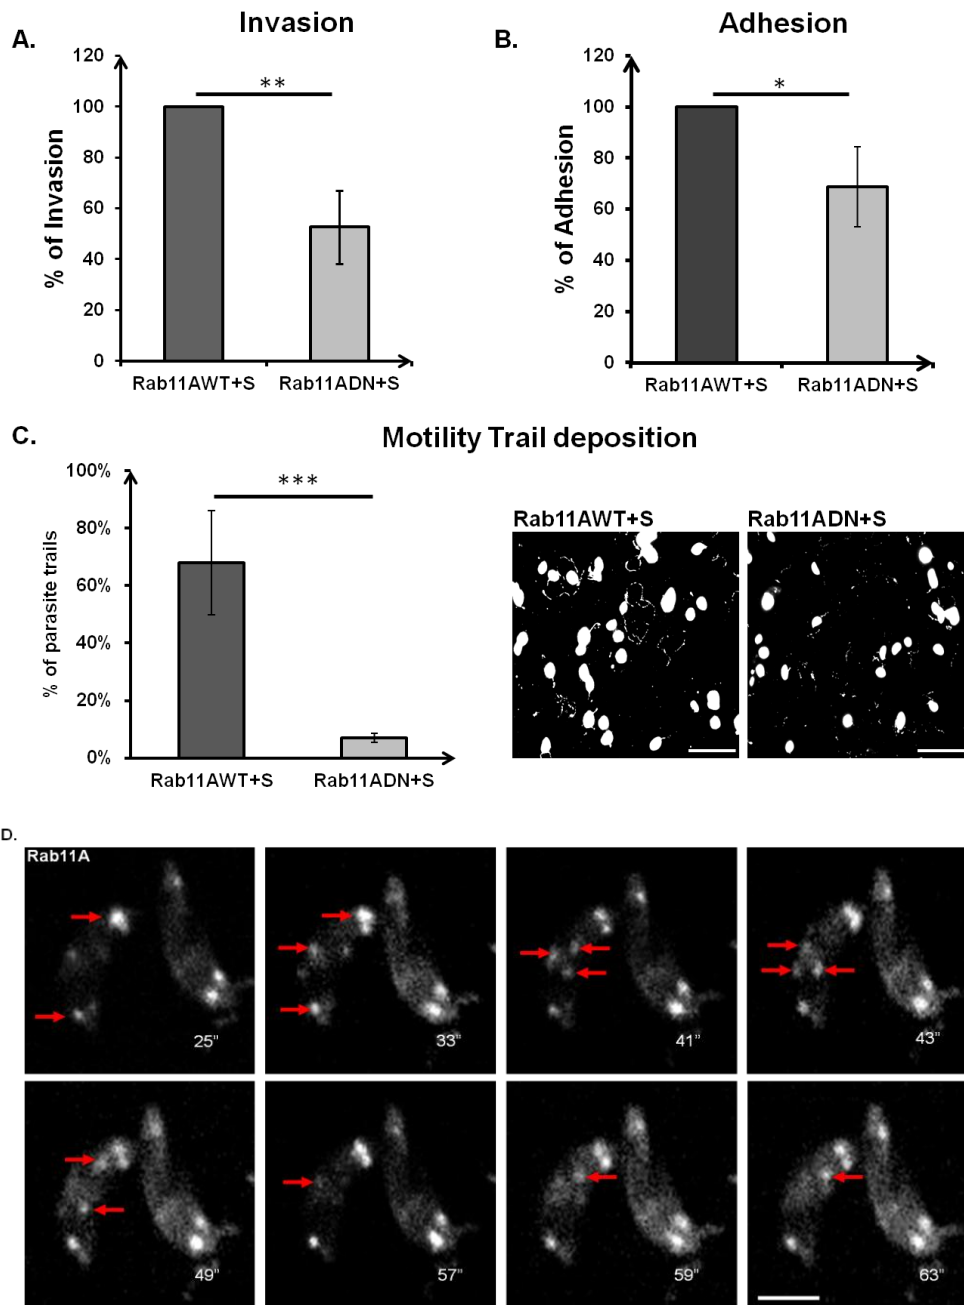 A.
Invasion
120
100
80
60
40
20
0
% of Invasion
**
Rab11AWT+S
Rab11ADN+S
B.
Adhesion
120
100
80
60
40
20
0
% of Adhesion
*
Rab11AWT+S
Rab11ADN+S
C.
Motility Trail deposition
100%
80%
60%
40%
20%
0%
% of parasite trails
***
Rab11AWT+S
Rab11ADN+S
Rab11AWT+S
Rab11ADN+S
D.
Rab11A
25"
33"
41"
43"
49"
57"
59"
63"